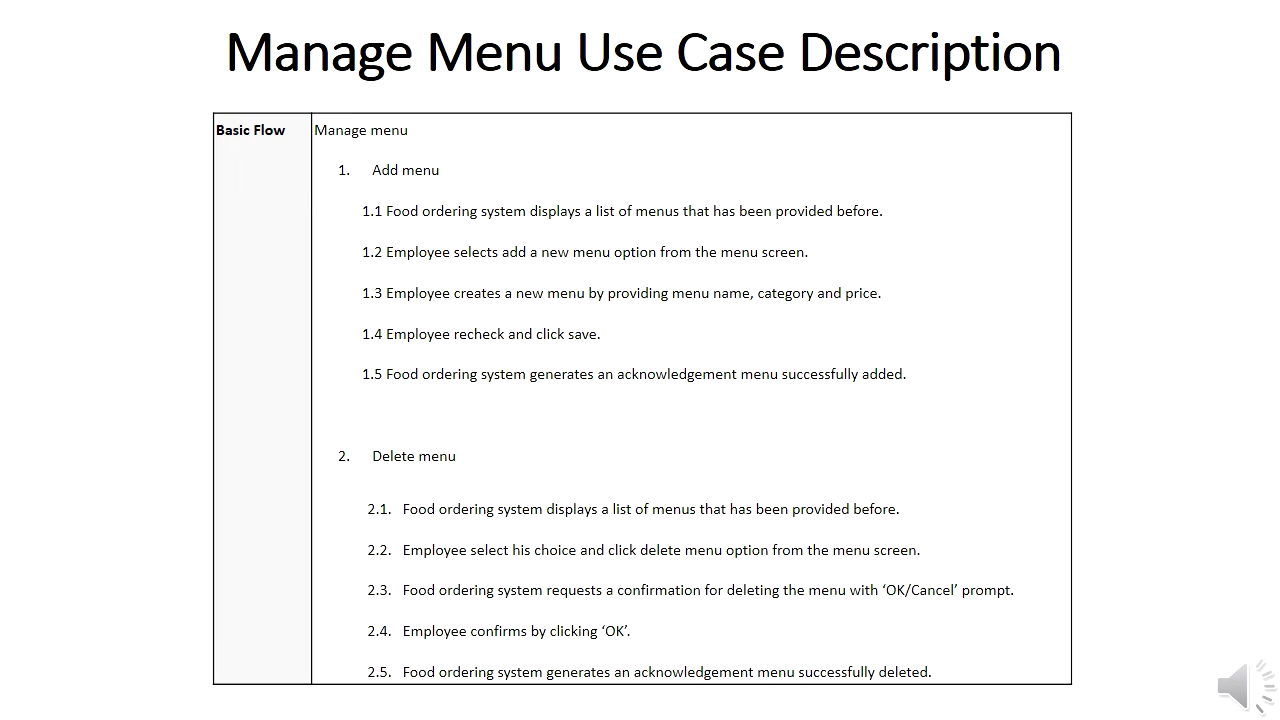 Manage Menu Use Case Description
Basic Flow
Manage menu
1. Add menu
1.1 Food ordering system displays a list of menus that has been provided before.
1.2 Employee selects add a new menu option from the menu screen.
1.3 Employee creates a new menu by providing menu name, category and price.
1.4 Employee recheck and click save.
1.5 Food ordering system generates an acknowledgement menu successfully added.
2. Delete menu
2.1. Food ordering system displays a list of menus that has been provided before.
2.2. Employee select his choice and click delete menu option from the menu screen.
2.3. Food ordering system requests a confirmation for deleting the menu with ‘OK/Cancel’ prompt.
2.4. Employee confirms by clicking ‘OK’.
2.5. Food ordering system generates an acknowledgement menu successfully deleted.